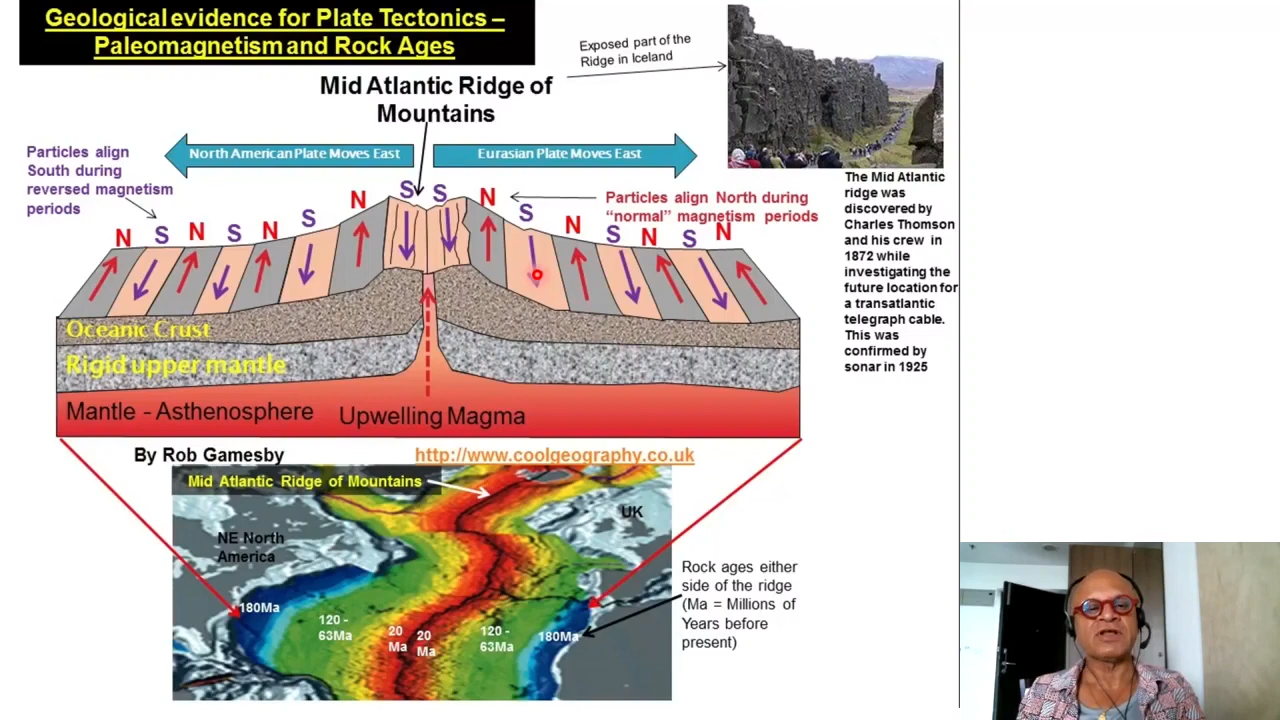 Geological evidence for Plate Tectonics –
Paleomagnetism and Rock Ages
Exposed part of the
Ridge in Iceland
Mid Atlantic Ridge of
Mountains
North American Plate Moves East
Eurasian Plate Moves East
Particles align
South during
reversed magnetism
periods
Particles align North during
“normal” magnetism periods
N S N S N S N S S N S N S N S N
Oceanic Crust
Rigid upper mantle
Mantle - Asthenosphere
Upwelling Magma
The Mid Atlantic
ridge was
discovered by
Charles Thomson
and his crew in
1872 while
investigating the
future location for
a transatlantic
telegraph cable.
This was
confirmed by
sonar in 1925
By Rob Gamesby
http://www.coolgeography.co.uk
Mid Atlantic Ridge of Mountains
UK
NE North
America
180Ma
120 -
63Ma
20
Ma
20
Ma
120 -
63Ma
180Ma
Rock ages either
side of the ridge
(Ma = Millions of
Years before
present)